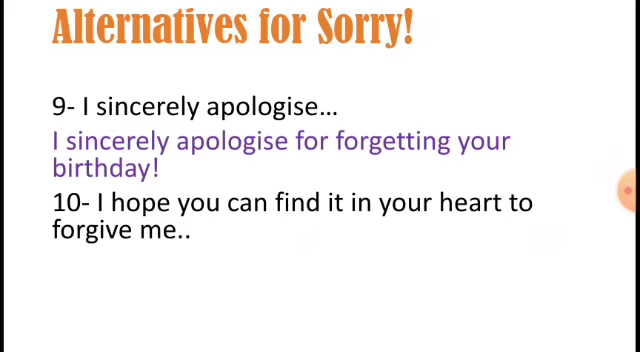 Alternatives for Sorry!
9- I sincerely apologise...
I sincerely apologise for forgetting your
birthday!
10- I hope you can find it in your heart to
forgive me..